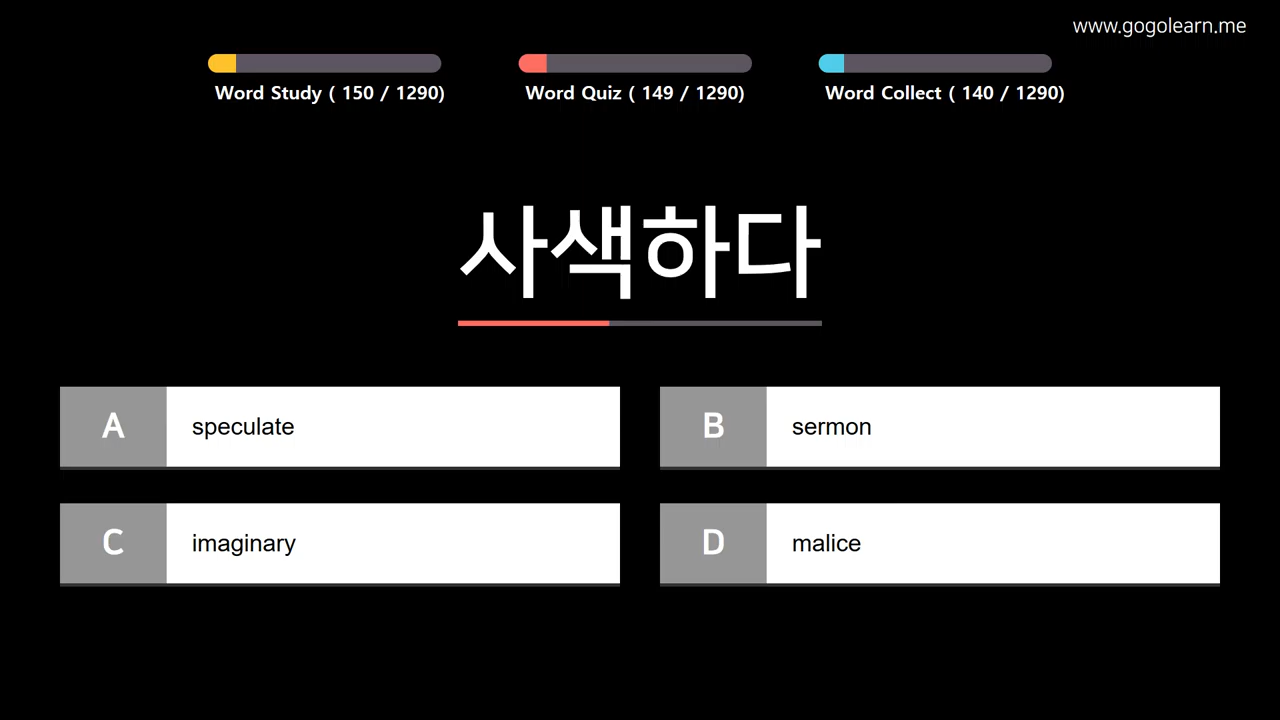 www.gogolearn.me
Word Study ( 150 / 1290)
Word Quiz ( 149 / 1290)
Word Collect ( 140 / 1290)
사색하다
A speculate
B sermon
C imaginary
D malice